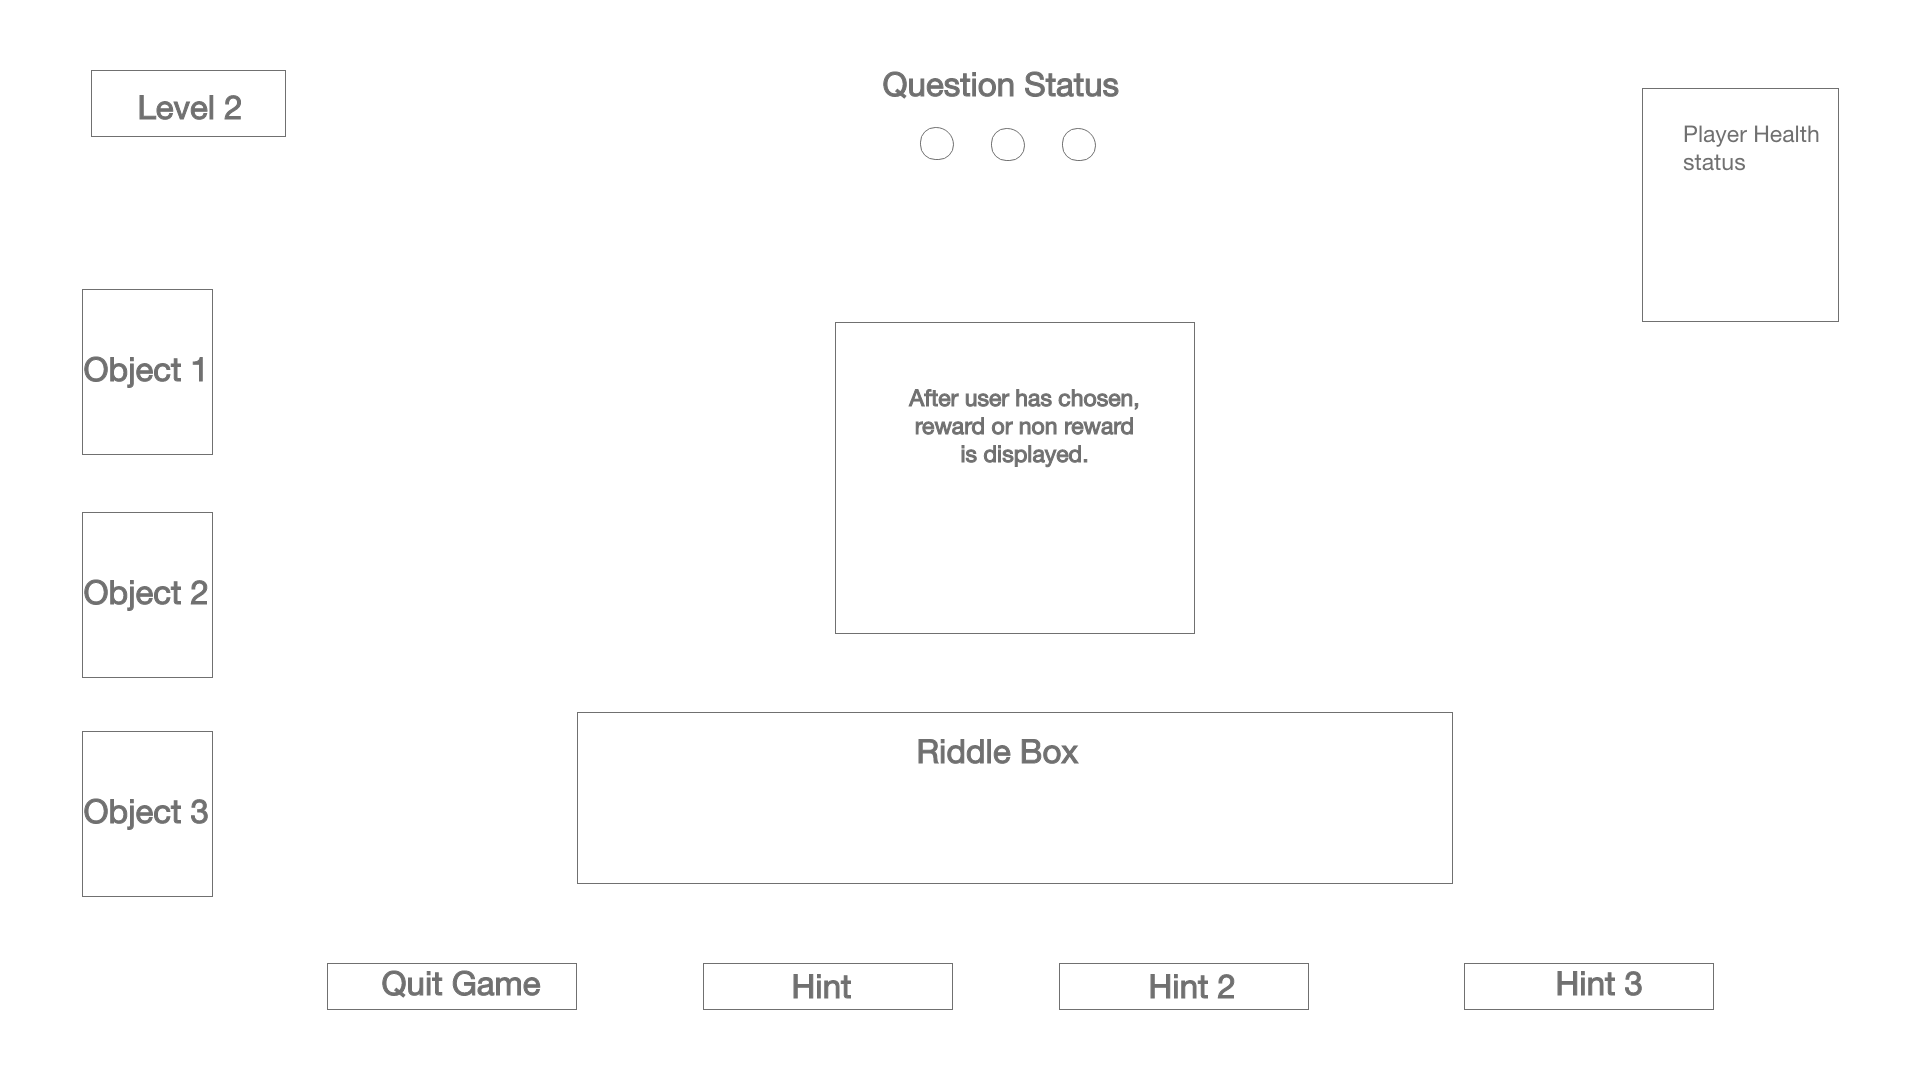 Level 2
Question Status
Player Health
status
Object 1
After user has chosen,
reward or non reward
is displayed.
Object 2
Riddle Box
Object 3
Quit Game
Hint
Hint 2
Hint 3